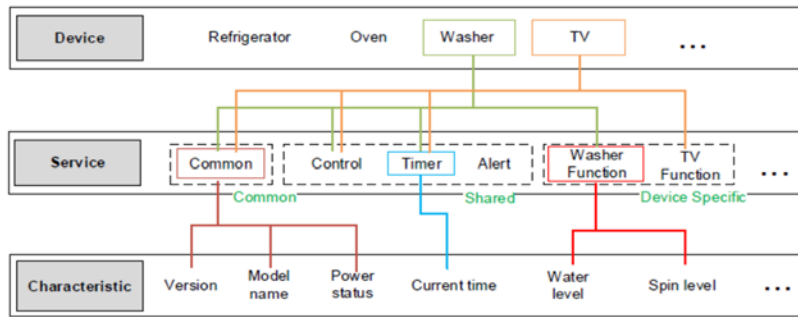 Device Refrigerator Oven Washer TV ...
Service Common Control Timer Alert Washer Function TV Function ...
Common Shared Device Specific
Characteristic Version Model name Power status Current time Water level Spin level ...